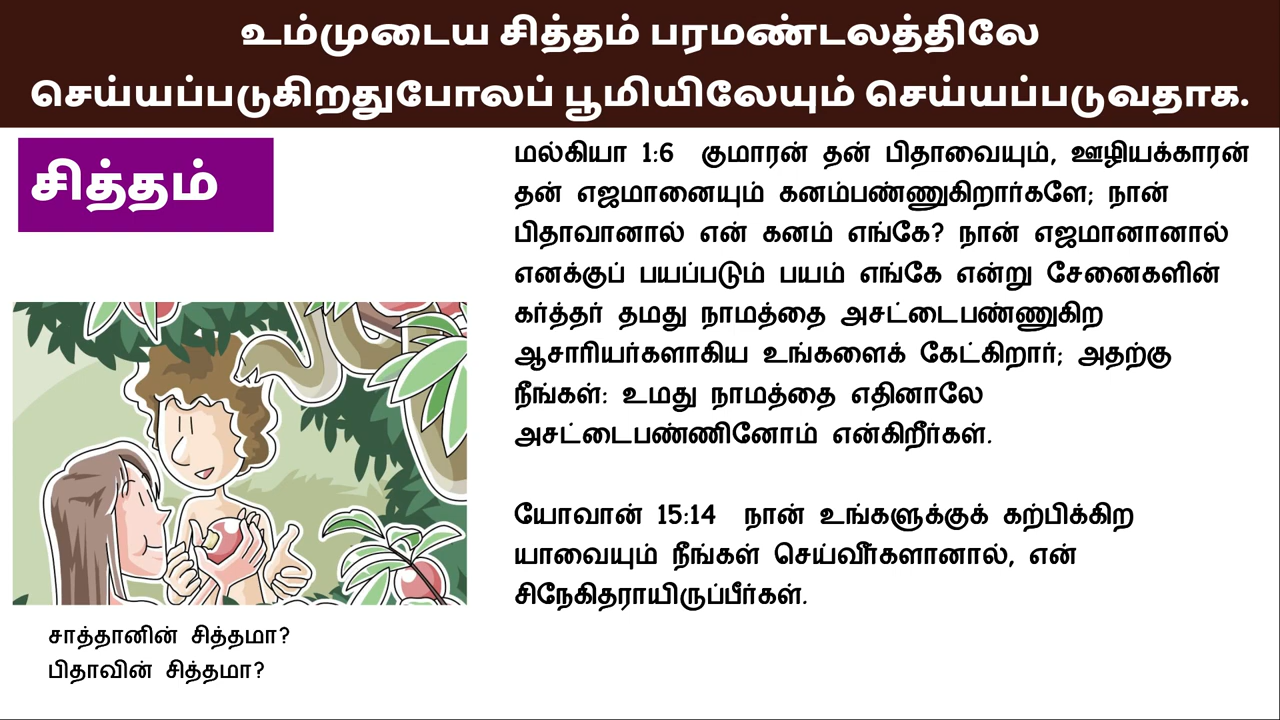 உம்முடைய சித்தம் பரமண்டலத்திலே
செய்யப்படுகிறதுபோலப் பூமியிலேயும் செய்யப்படுவதாக.
சித்தம்
மல்கியா 1:6 குமாரன் தன் பிதாவையும், ஊழியக்காரன்
தன் எஜமானையும் கனம்பண்ணுகிறார்களே; நான்
பிதாவானால் என் கனம் எங்கே? நான் எஜமானானால்
எனக்குப் பயப்படும் பயம் எங்கே என்று சேனைகளின்
கர்த்தர் தமது நாமத்தை அசட்டைபண்ணுகிற
ஆசாரியர்களாகிய உங்களைக் கேட்கிறார்; அதற்கு
நீங்கள்: உமது நாமத்தை எதினாலே
அசட்டைபண்ணினோம் என்கிறீர்கள்.
யோவான் 15:14 நான் உங்களுக்குக் கற்பிக்கிற
யாவையும் நீங்கள் செய்வீர்களானால், என்
சிநேகிதராயிருப்பீர்கள்.
சாத்தானின் சித்தமா?
பிதாவின் சித்தமா?